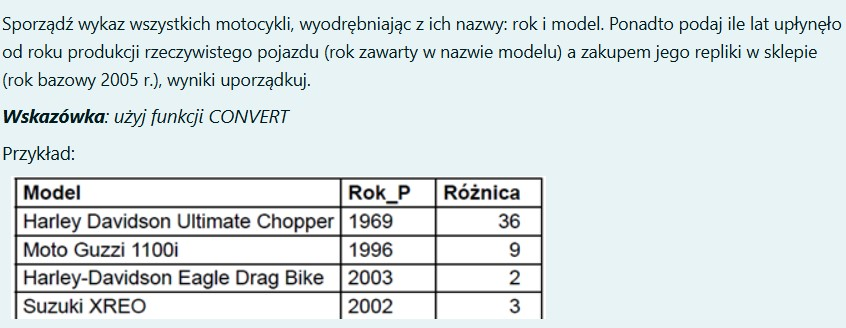 Sporządź wykaz wszystkich motocykli, wyodrębniając z ich nazwy: rok i model. Ponadto podaj ile lat upłynęło
od roku produkcji rzeczywistego pojazdu (rok zawarty w nazwie modelu) a zakupem jego repliki w sklepie
(rok bazowy 2005 r.), wyniki uporządkuj.
Wskazówka: użyj funkcji CONVERT
Przykład:
Model Rok_P Różnica
Harley Davidson Ultimate Chopper 1969 36
Moto Guzzi 1100i 1996 9
Harley-Davidson Eagle Drag Bike 2003 2
Suzuki XREO 2002 3